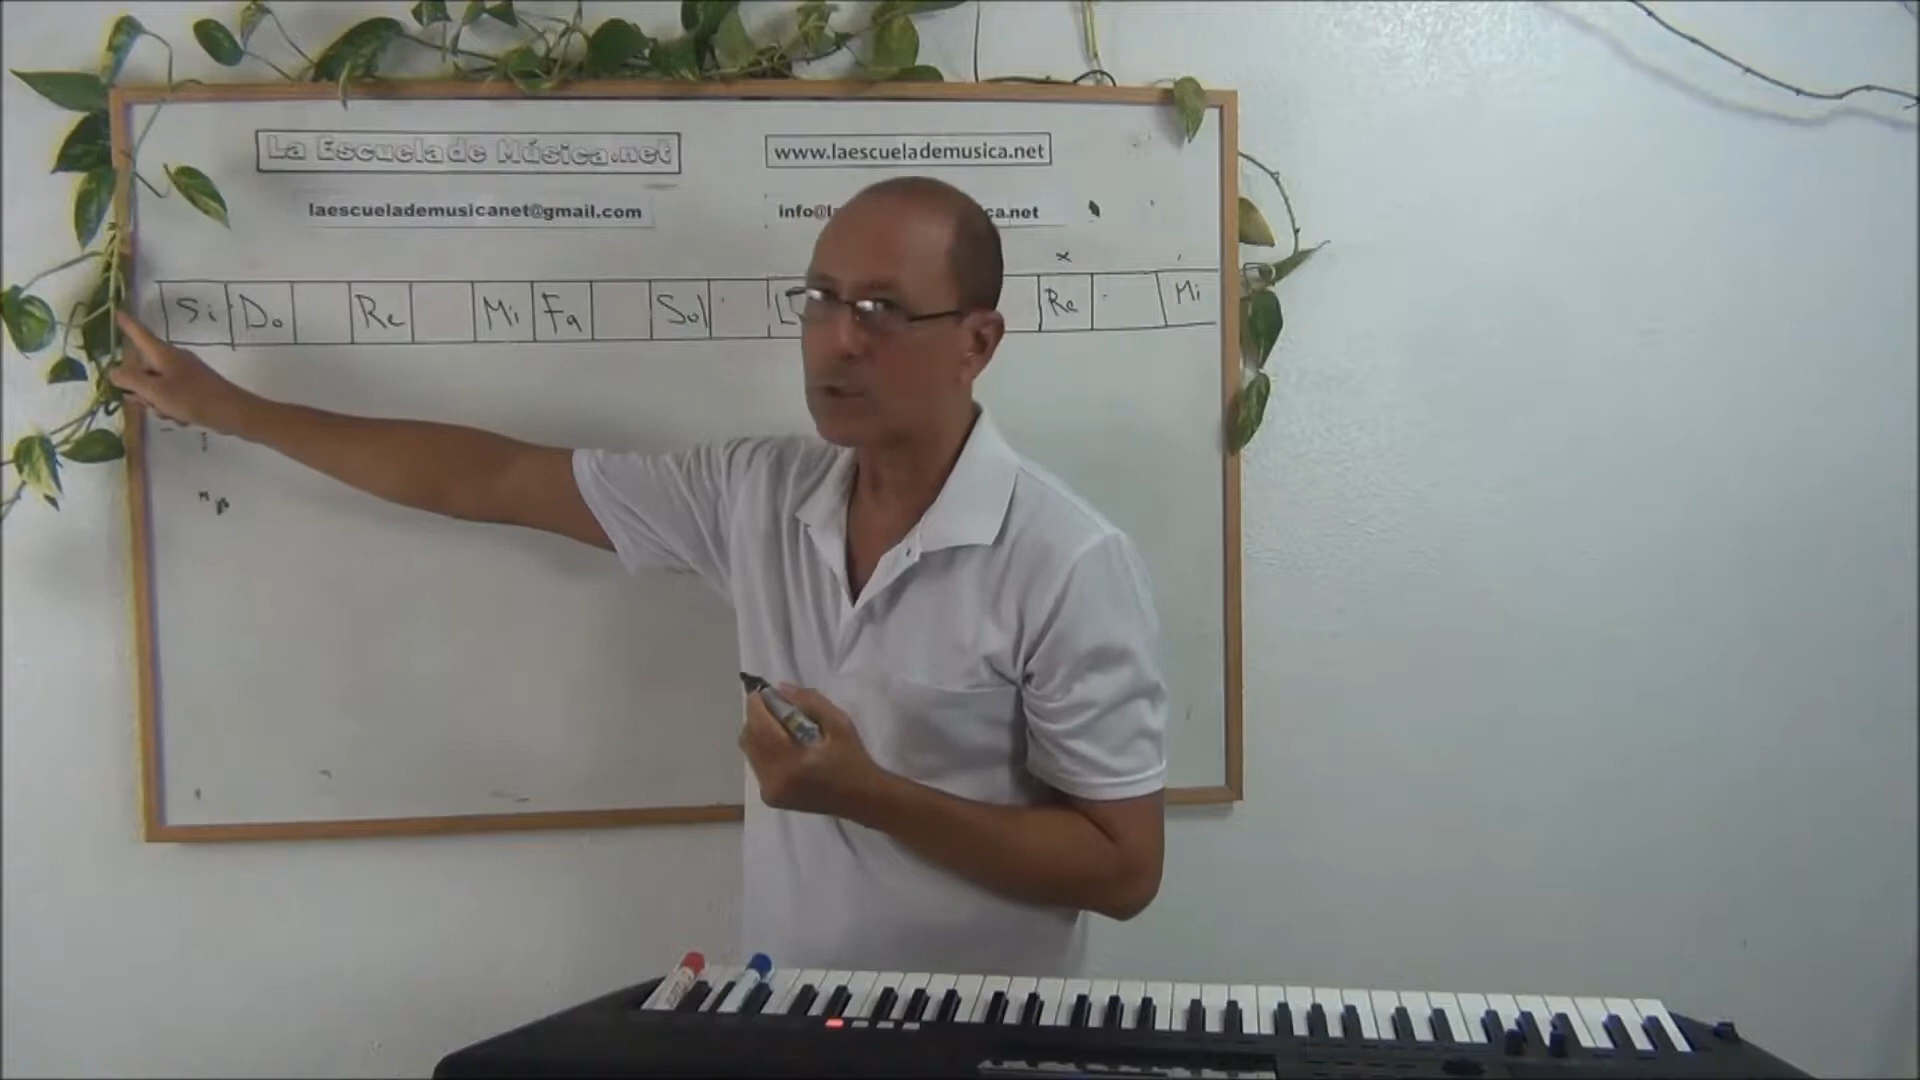 La Escuela de Música.net
www.laescuelademusica.net
laescuelademusicanet@gmail.com
Si Do Re Mi Fa Sol Re Mi